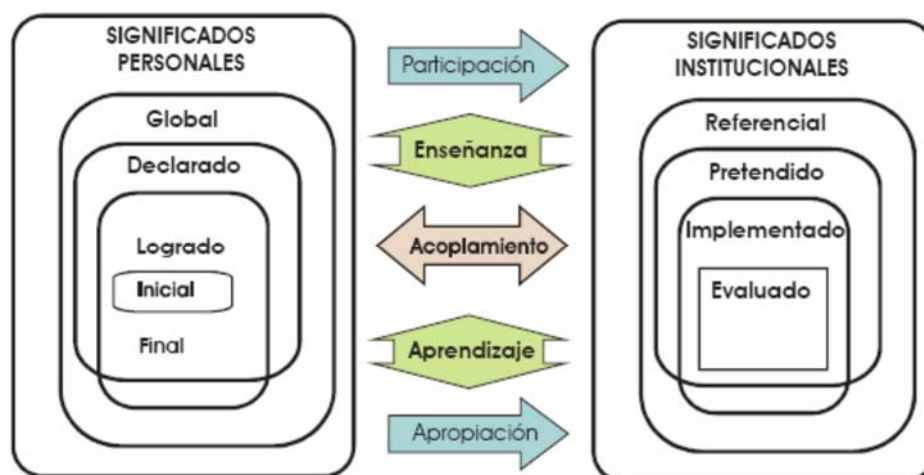 SIGNIFICADOS
PERSONALES
Global
Declarado
Logrado
Inicial
Final
Participación
Enseñanza
Acoplamiento
Aprendizaje
Apropiación
SIGNIFICADOS
INSTITUCIONALES
Referencial
Pretendido
Implementado
Evaluado